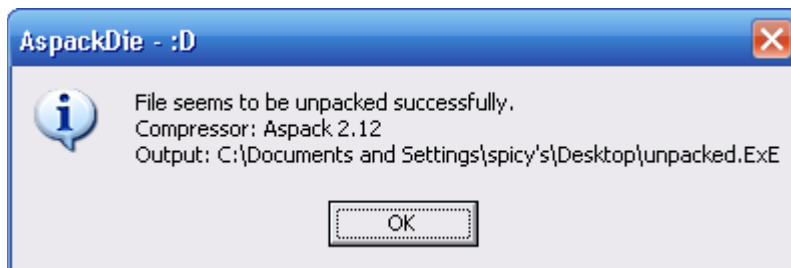 AspackDie - :D
File seems to be unpacked successfully.
Compressor: Aspack 2.12
Output: C:\Documents and Settings\spicy's\Desktop\unpacked.ExE
OK